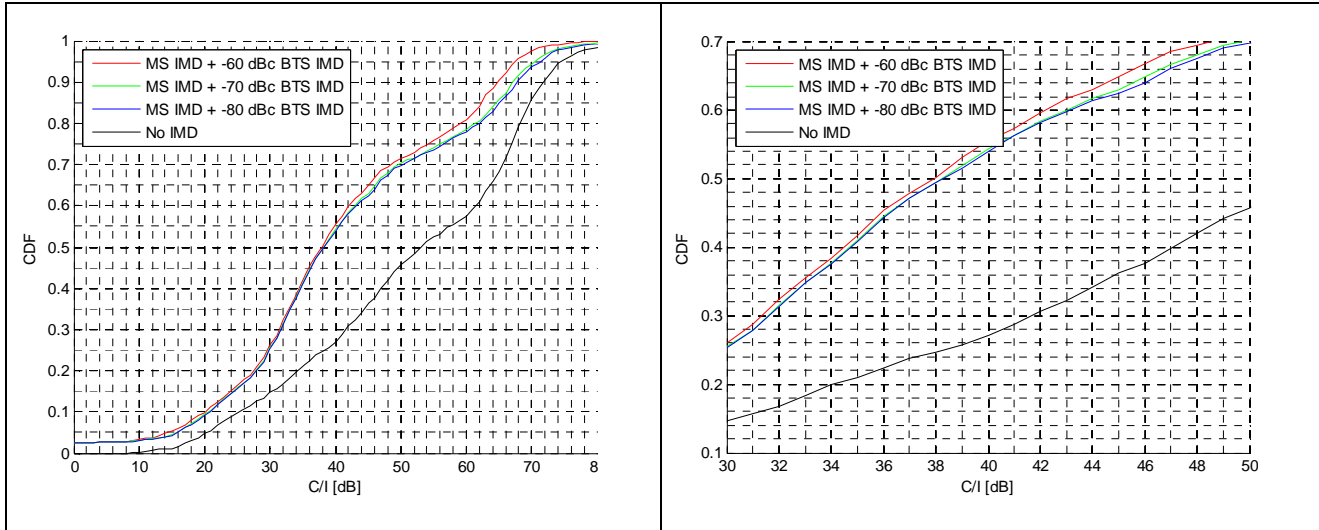 1
0.9
0.8
0.7
0.6
0.5
0.4
0.3
0.2
0.1
0
CDF
MS IMD + -60 dBc BTS IMD
MS IMD + -70 dBc BTS IMD
MS IMD + -80 dBc BTS IMD
No IMD
0 10 20 30 40 50 60 70 8
C/I [dB]
0.7
0.6
0.5
0.4
0.3
0.2
0.1
CDF
MS IMD + -60 dBc BTS IMD
MS IMD + -70 dBc BTS IMD
MS IMD + -80 dBc BTS IMD
No IMD
30 32 34 36 38 40 42 44 46 48 50
C/I [dB]